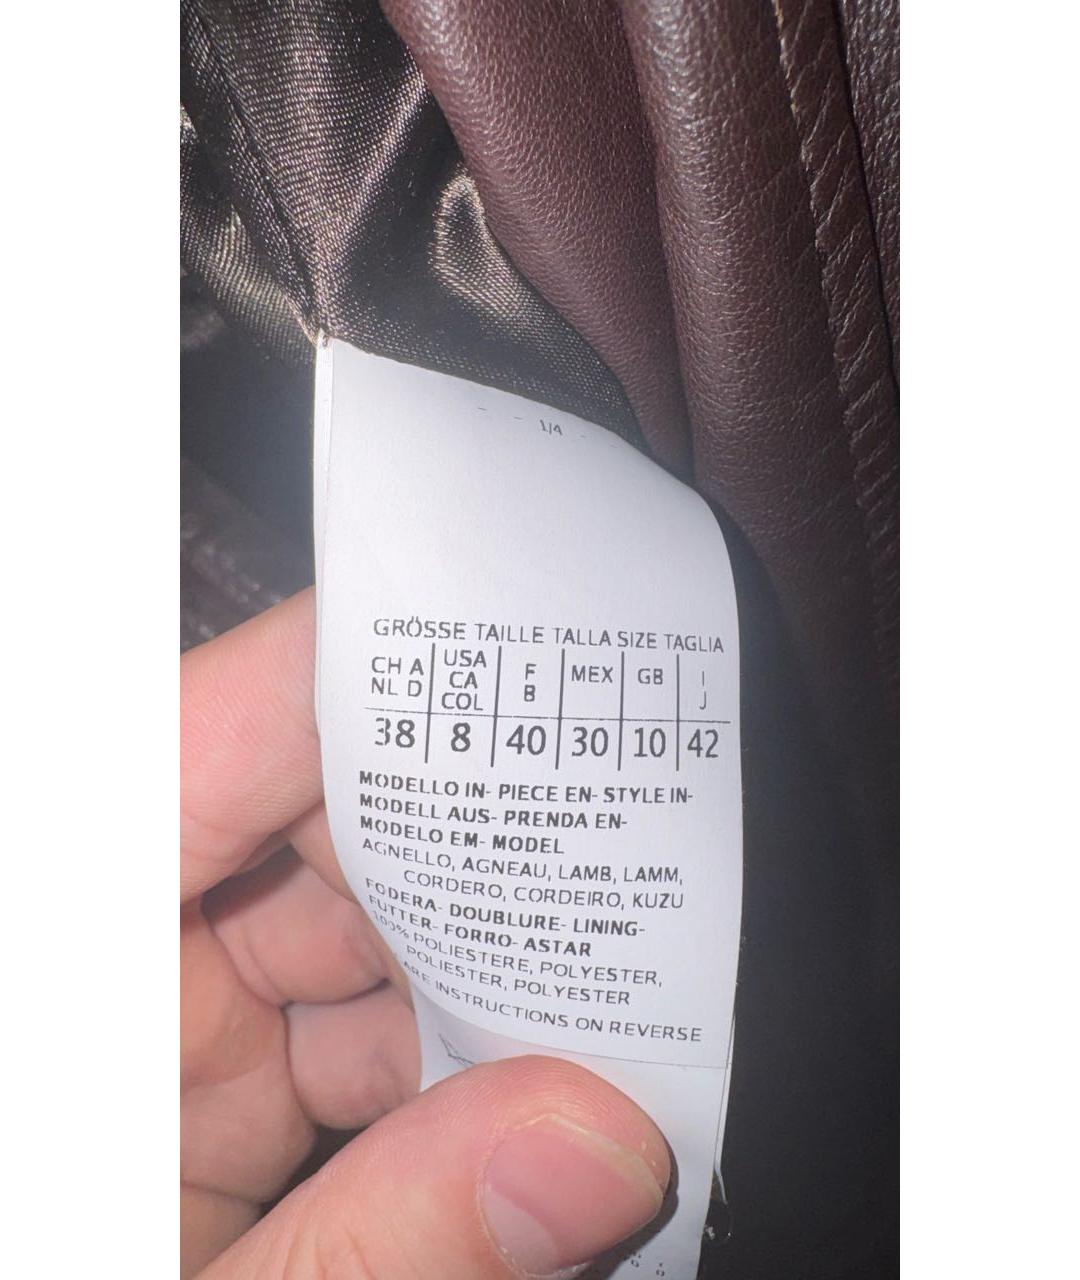 1/4
GRÖSSE TAILLE TALLA SIZE TAGLIA
CH A USA F MEX GB I
NL D CA B J
COL
38 8 40 30 10 42
MODELLO IN- PIECE EN- STYLE IN-
MODELL AUS- PRENDA EN-
MODELO EM- MODEL
AGNELLO, AGNEAU, LAMB, LAMM,
CORDERO, CORDEIRO, KUZU
FODERA- DOUBLURE- LINING-
FUTTER- FORRO- ASTAR
100% POLIESTERE, POLYESTER,
POLIESTER, POLYESTER
CARE INSTRUCTIONS ON REVERSE